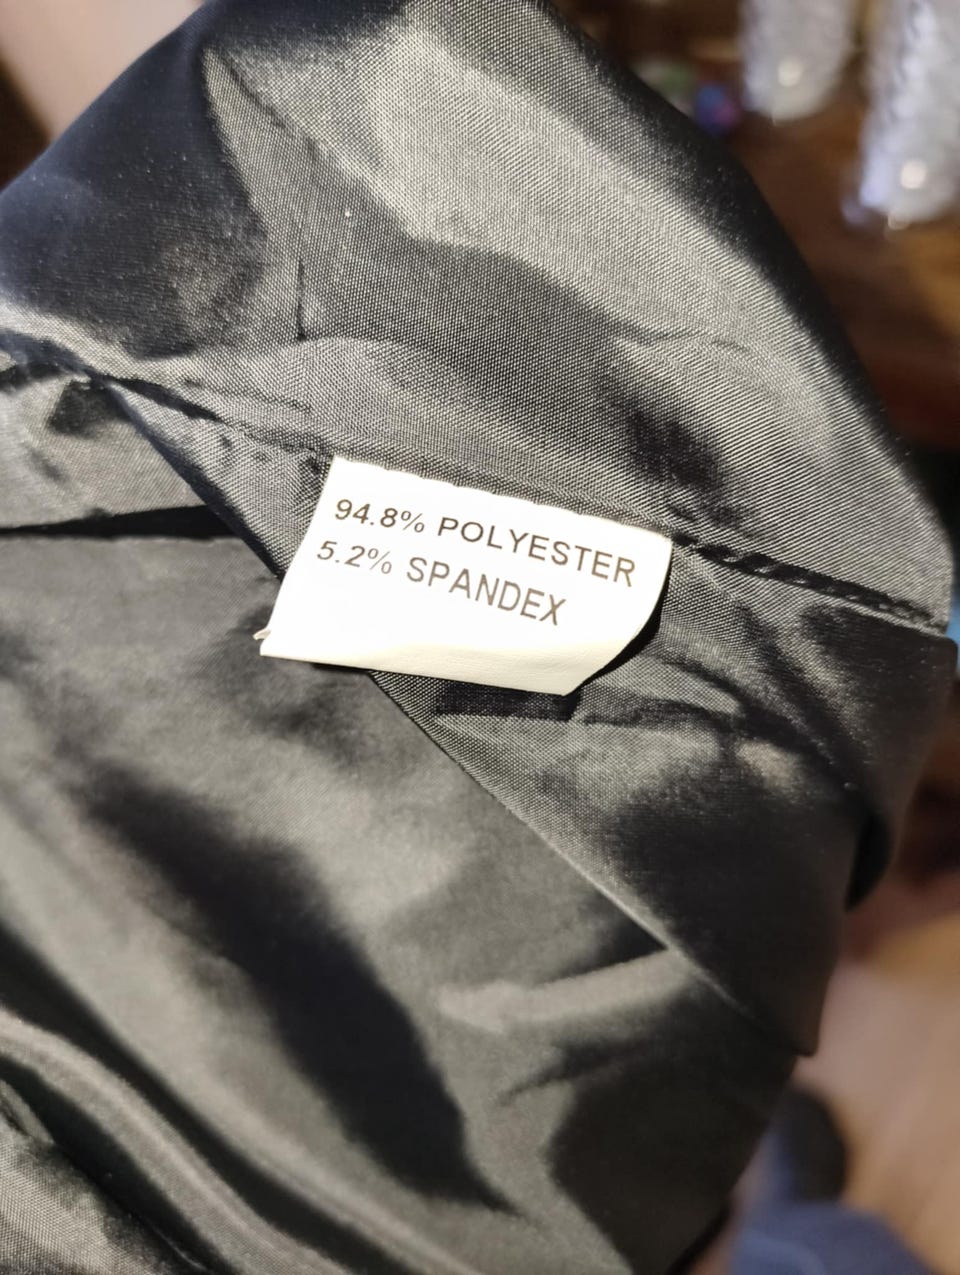 94.8% POLYESTER
5.2% SPANDEX